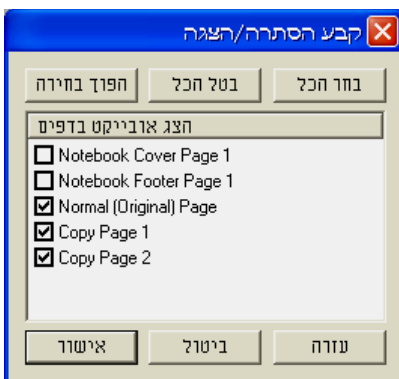 קבע הסתרה/הצגה
בחר הכל בטל הכל הפוך בחירה
הצג אובייקט בדפים
Notebook Cover Page 1
Notebook Footer Page 1
Normal (Original) Page
Copy Page 1
Copy Page 2
עזרה ביטול אישור